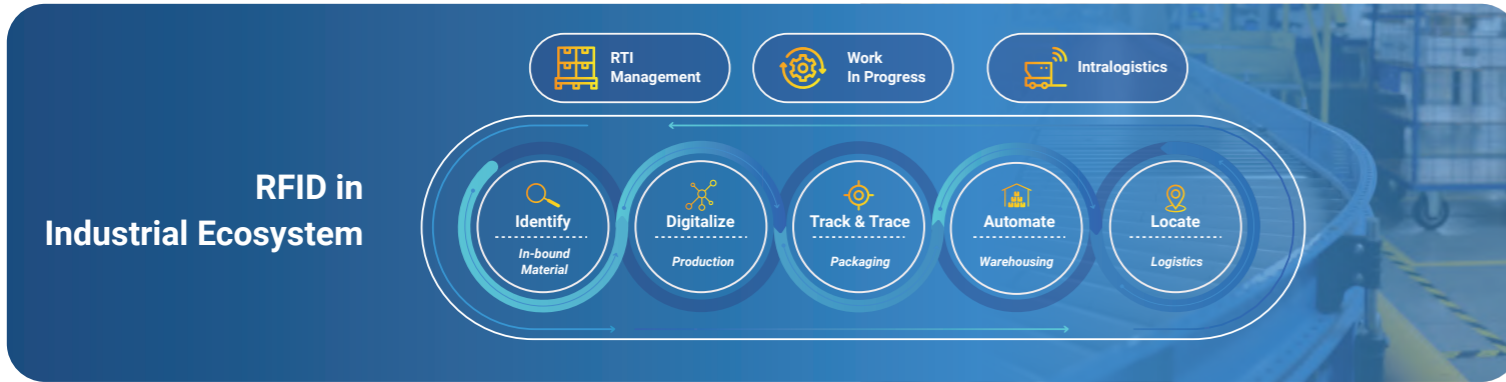 RFID in
Industrial Ecosystem
RTI
Management
Work
In Progress
Intralogistics
Identify
In-bound
Material
Digitalize
Production
Track & Trace
Packaging
Automate
Warehousing
Locate
Logistics